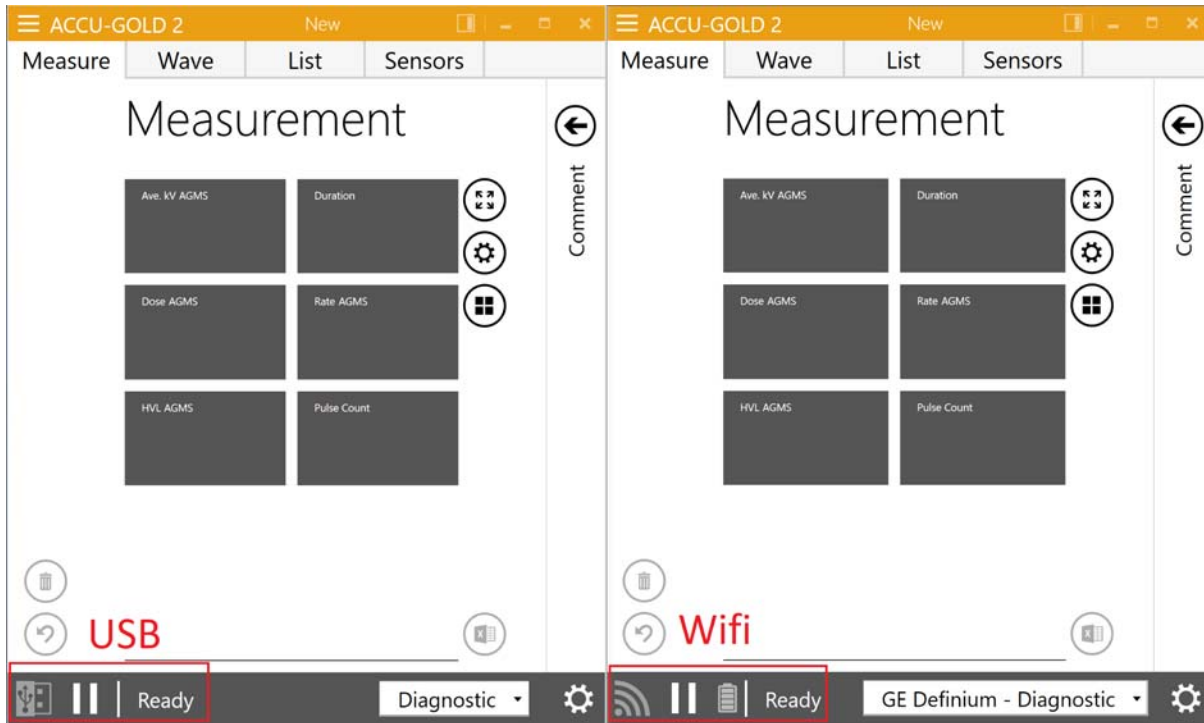 ACCU-GOLD 2 New
Measure Wave List Sensors
Measurement
Comment
Ave. kV AGMS Duration
Dose AGMS Rate AGMS
HVL AGMS Pulse Count
USB
Ready Diagnostic
ACCU-GOLD 2 New
Measure Wave List Sensors
Measurement
Comment
Ave. kV AGMS Duration
Dose AGMS Rate AGMS
HVL AGMS Pulse Count
Wifi
Ready GE Definium - Diagnostic